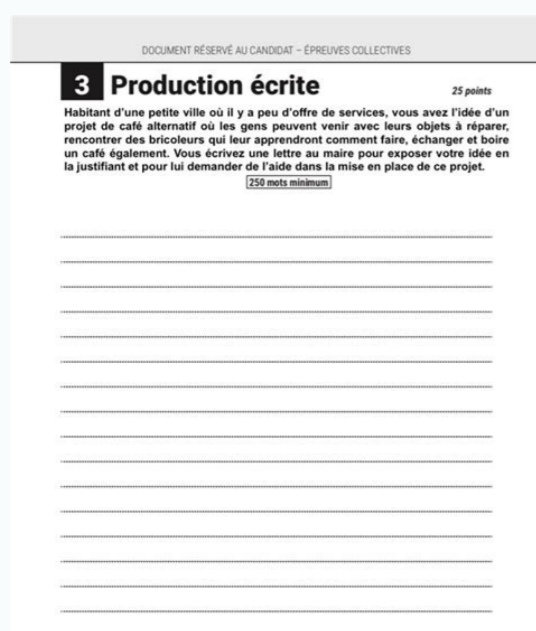 DOCUMENT RÉSERVÉ AU CANDIDAT – ÉPREUVES COLLECTIVES
3 Production écrite 25 points
Habitant d'une petite ville où il y a peu d'offre de services, vous avez l'idée d'un
projet de café alternatif où les gens peuvent venir avec leurs objets à réparer,
rencontrer des bricoleurs qui leur apprendront comment faire, échanger et boire
un café également. Vous écrivez une lettre au maire pour exposer votre idée en
la justifiant et pour lui demander de l'aide dans la mise en place de ce projet.
250 mots minimum